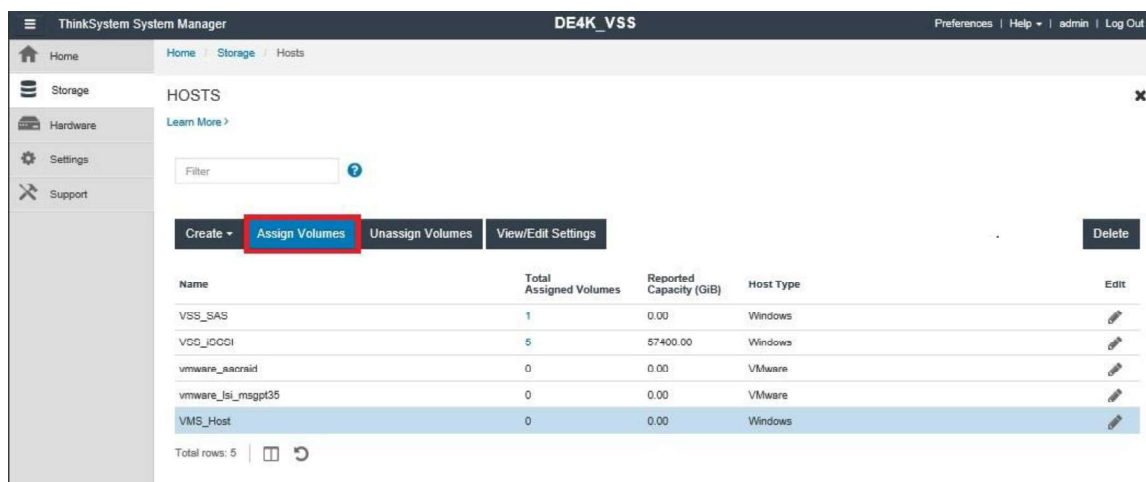 ThinkSystem System Manager DE4K_VSS Preferences | Help | admin | Log Out
Home Home / Storage / Hosts
Storage HOSTS
Hardware Learn More >
Settings Filter
Support
Create Assign Volumes Unassign Volumes View/Edit Settings Delete
Name Total Assigned Volumes Reported Capacity (GiB) Host Type Edit
VSS_SAS 1 0.00 Windows
VSS_iSCSI 5 57400.00 Windows
vmware_aacraid 0 0.00 VMware
vmware_lsi_msgpt35 0 0.00 VMware
VMS_Host 0 0.00 Windows
Total rows: 5